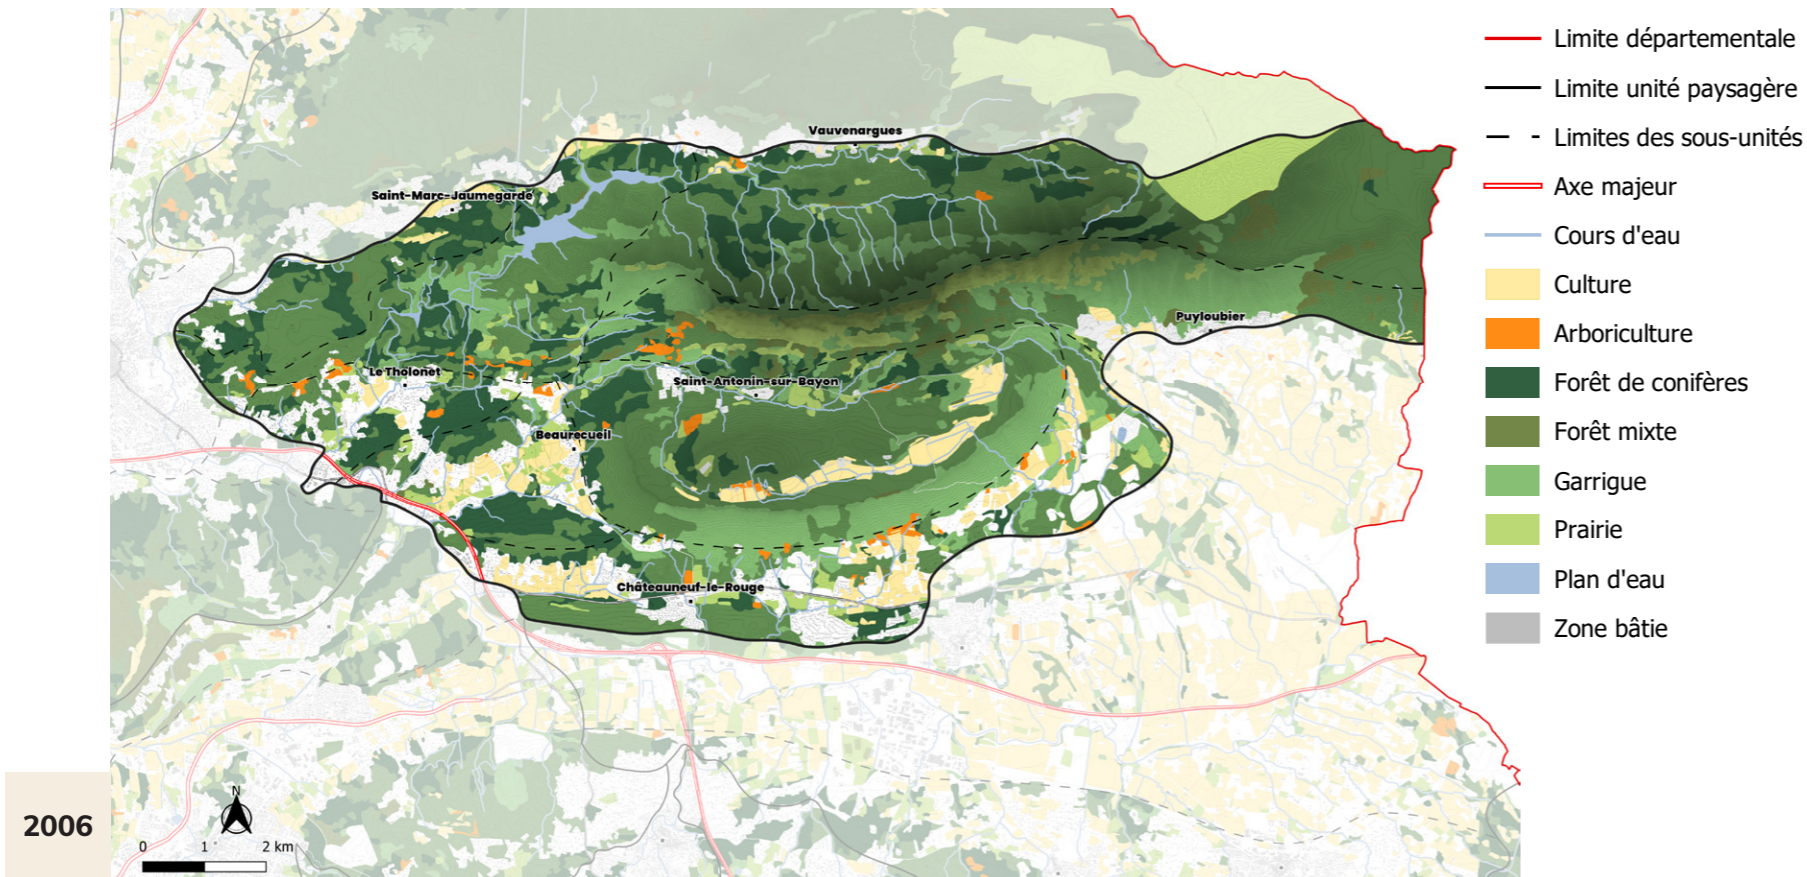 Vauvenargues
Saint-Marc-Jaumegarde
Puyloubier
Le Tholonet
Saint-Antonin-sur-Bayon
Beaurecueil
Châteauneuf-le-Rouge
Limite départementale
Limite unité paysagère
Limites des sous-unités
Axe majeur
Cours d'eau
Culture
Arboriculture
Forêt de conifères
Forêt mixte
Garrigue
Prairie
Plan d'eau
Zone bâtie
2006
N
0 1 2 km